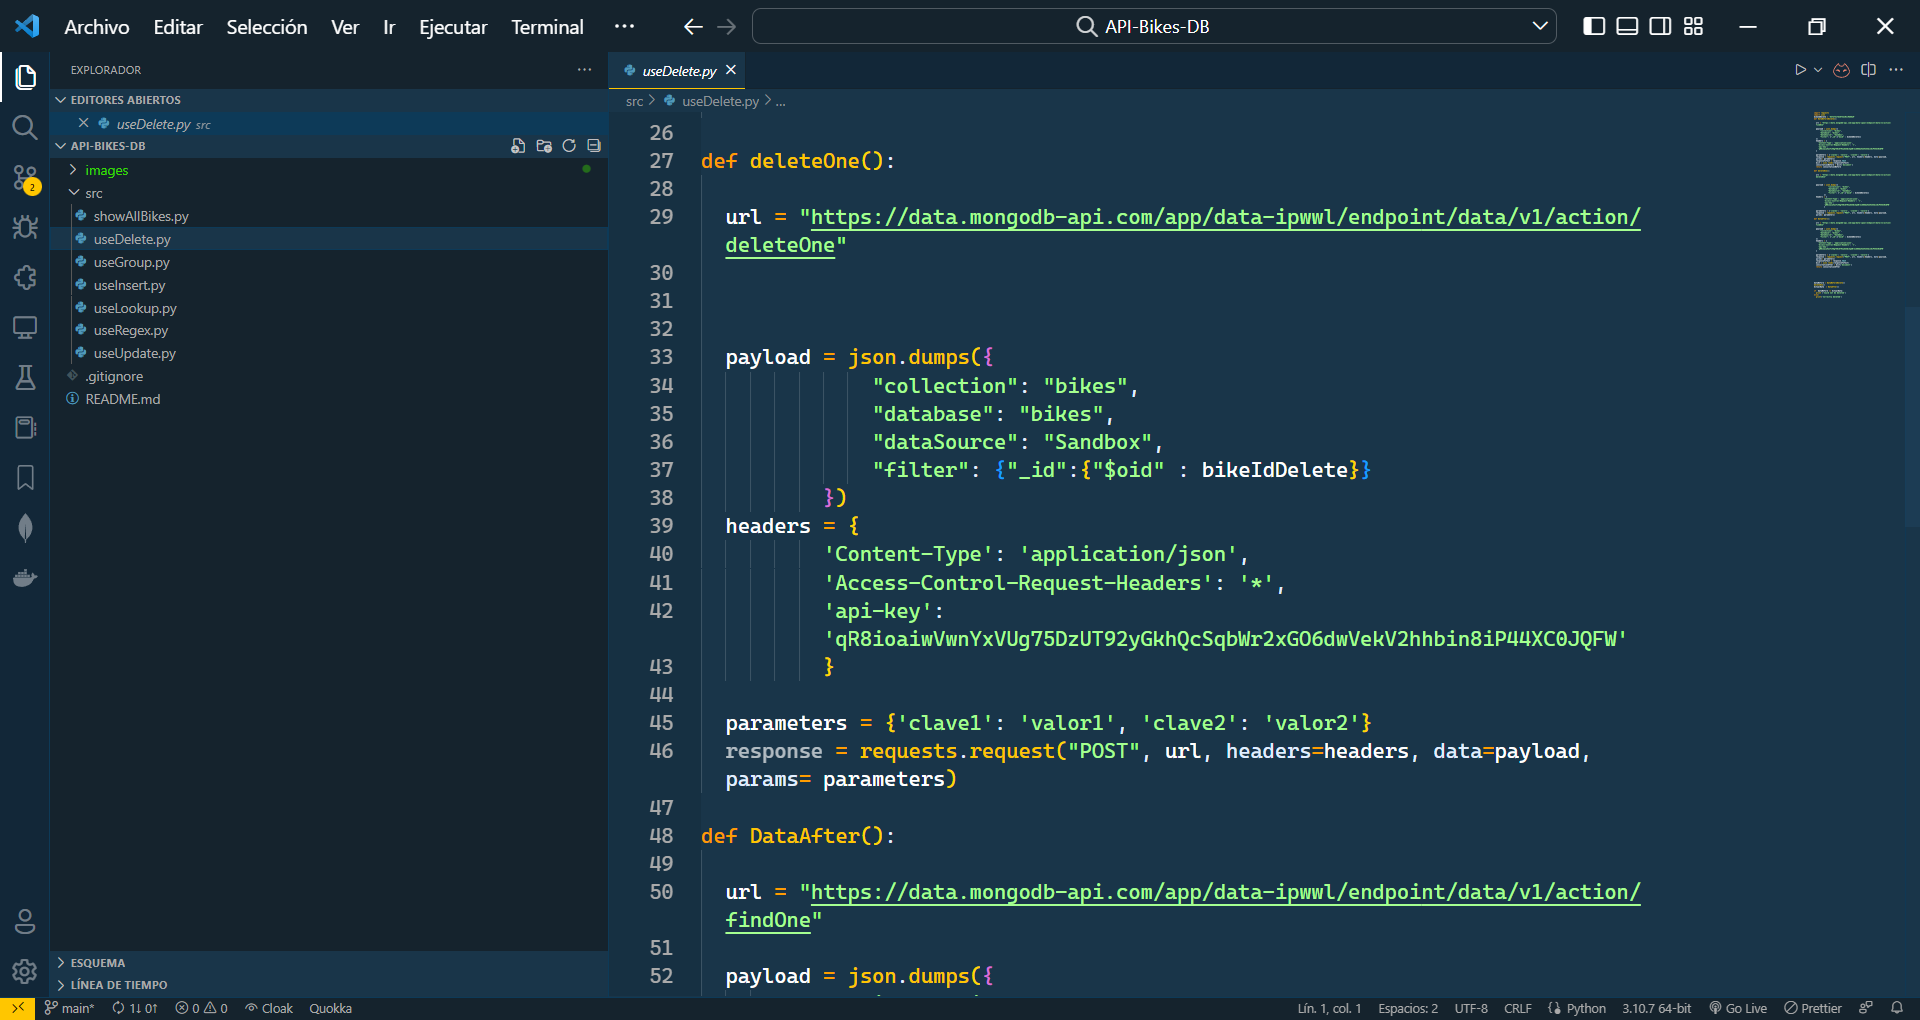 Archivo Editar Selección Ver Ir Ejecutar Terminal ··· API-Bikes-DB
EXPLORADOR ···
EDITORES ABIERTOS
useDelete.py src
API-BIKES-DB
images
src
showAllBikes.py
useDelete.py
useGroup.py
useInsert.py
useLookup.py
useRegex.py
useUpdate.py
.gitignore
README.md
ESQUEMA
LÍNEA DE TIEMPO
2
useDelete.py
src > useDelete.py > ...
26
27 def deleteOne():
28
29 url = "https://data.mongodb-api.com/app/data-ipwwl/endpoint/data/v1/action/
deleteOne"
30
31
32
33 payload = json.dumps({
34 "collection": "bikes",
35 "database": "bikes",
36 "dataSource": "Sandbox",
37 "filter": {"_id":{"$oid" : bikeIdDelete}}
38 })
39 headers = {
40 'Content-Type': 'application/json',
41 'Access-Control-Request-Headers': '*',
42 'api-key':
'qR8ioaiwVwnYxVUg75DzUT92yGkhQcSqbWr2xGO6dwVekV2hhbin8iP44XC0JQFW'
43 }
44
45 parameters = {'clave1': 'valor1', 'clave2': 'valor2'}
46 response = requests.request("POST", url, headers=headers, data=payload,
params= parameters)
47
48 def DataAfter():
49
50 url = "https://data.mongodb-api.com/app/data-ipwwl/endpoint/data/v1/action/
findOne"
51
52 payload = json.dumps({
main* 1↓ 0↑ 0 0 Cloak Quokka Lín. 1, col. 1 Espacios: 2 UTF-8 CRLF Python 3.10.7 64-bit Go Live Prettier